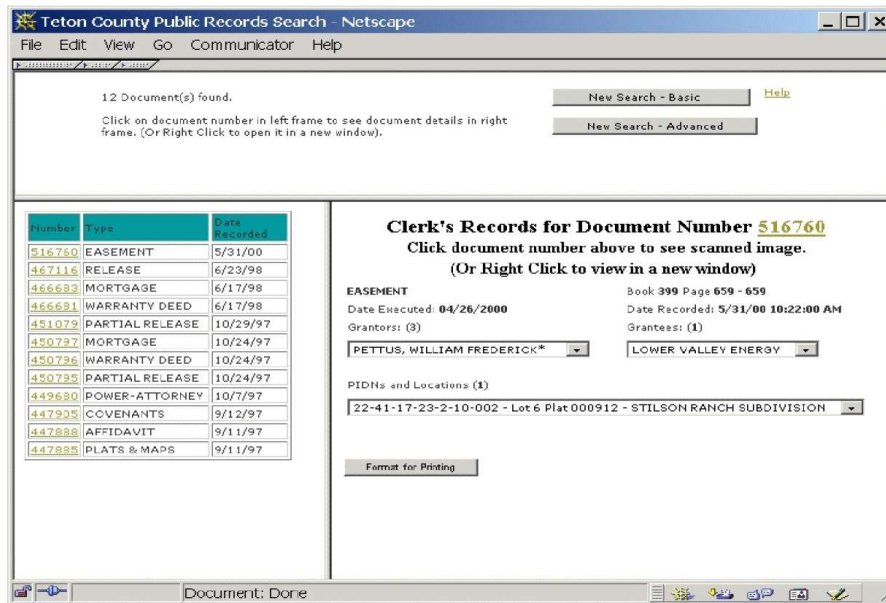 Teton County Public Records Search - Netscape
File Edit View Go Communicator Help
12 Document(s) found.
New Search - Basic
Help
Click on document number in left frame to see document details in right
frame. (Or Right Click to open it in a new window).
New Search - Advanced
Number Type Date Recorded
516760 EASEMENT 5/31/00
467116 RELEASE 6/23/98
466683 MORTGAGE 6/17/98
466681 WARRANTY DEED 6/17/98
451079 PARTIAL RELEASE 10/29/97
450797 MORTGAGE 10/24/97
450796 WARRANTY DEED 10/24/97
450795 PARTIAL RELEASE 10/24/97
449680 POWER-ATTORNEY 10/7/97
447905 COVENANTS 9/12/97
447888 AFFIDAVIT 9/11/97
447885 PLATS & MAPS 9/11/97
Clerk's Records for Document Number 516760
Click document number above to see scanned image.
(Or Right Click to view in a new window)
EASEMENT Book 399 Page 659 - 659
Date Executed: 04/26/2000 Date Recorded: 5/31/00 10:22:00 AM
Grantors: (3) Grantees: (1)
PETTUS, WILLIAM FREDERICK* LOWER VALLEY ENERGY
PIDNs and Locations (1)
22-41-17-23-2-10-002 - Lot 6 Plat 000912 - STILSON RANCH SUBDIVISION
Format for Printing
Document: Done